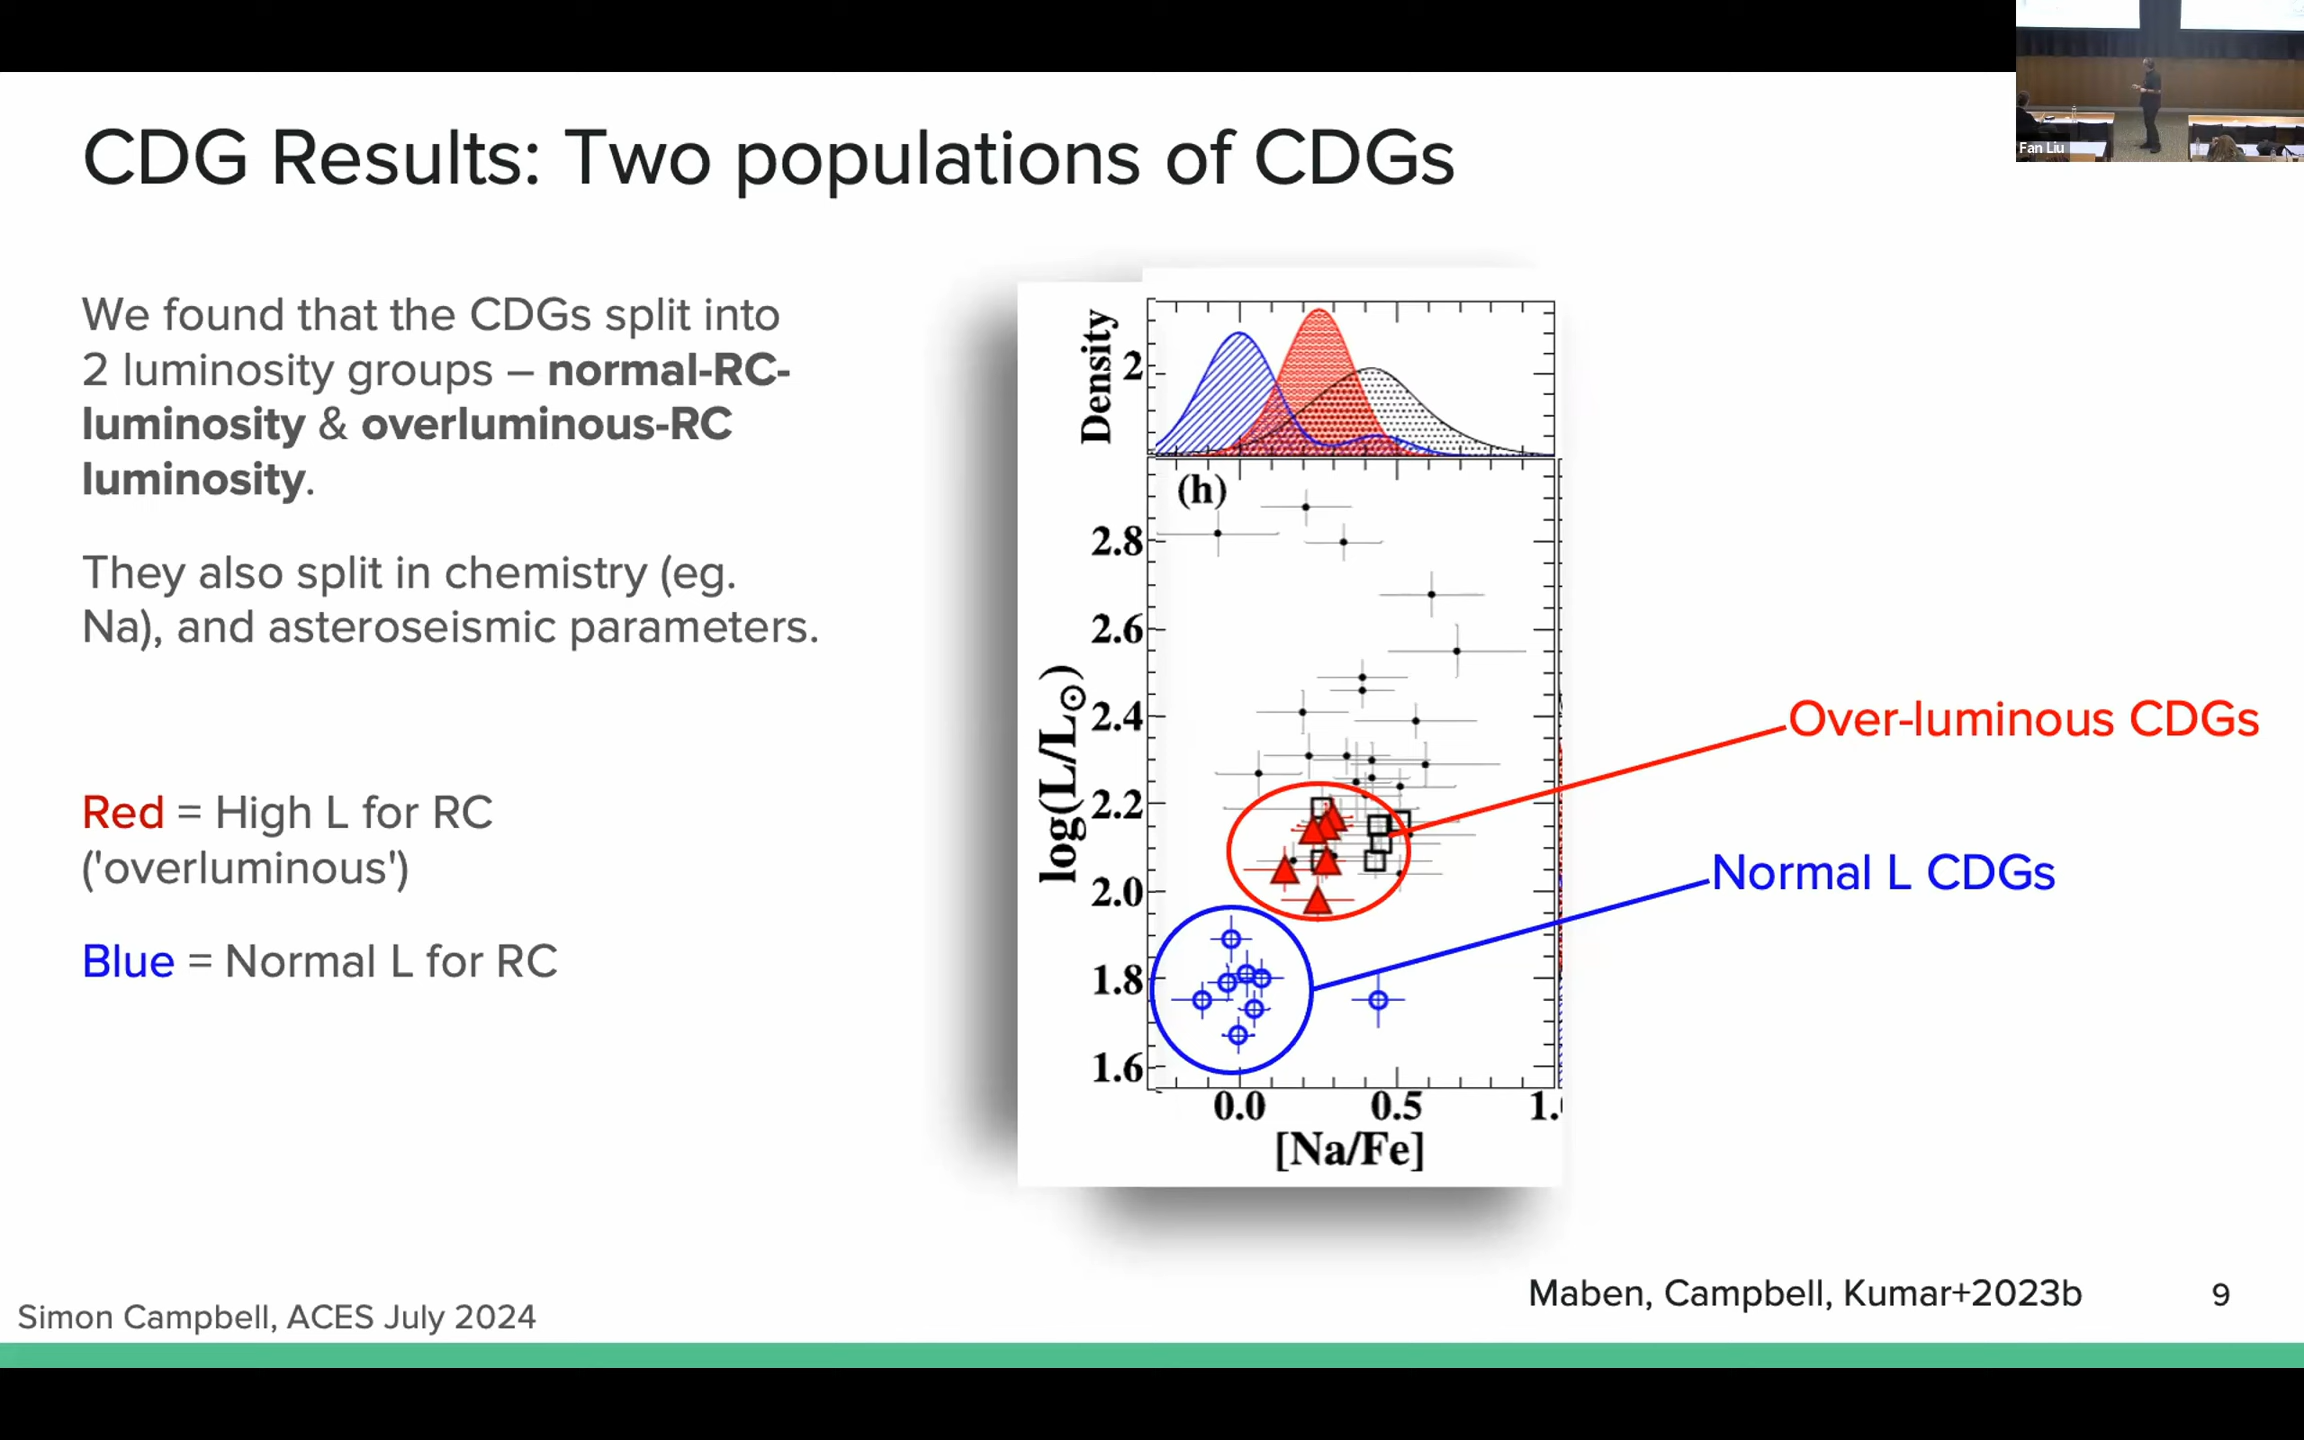 Fan Liu
CDG Results: Two populations of CDGs
We found that the CDGs split into
2 luminosity groups – normal-RC-
luminosity & overluminous-RC
luminosity.
They also split in chemistry (eg.
Na), and asteroseismic parameters.
Red = High L for RC
('overluminous')
Blue = Normal L for RC
Density
2
(h)
2.8
2.6
2.4
2.2
2.0
1.8
1.6
log(L/L☉)
0.0 0.5 1.
[Na/Fe]
Over-luminous CDGs
Normal L CDGs
Maben, Campbell, Kumar+2023b
9
Simon Campbell, ACES July 2024